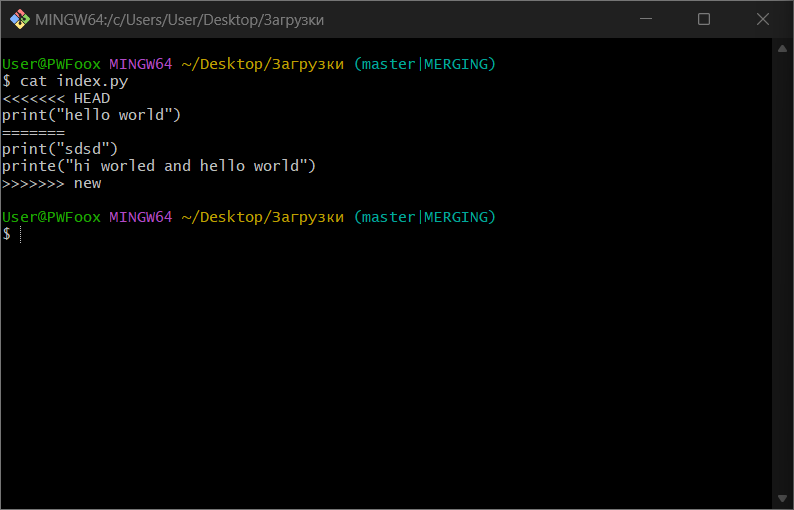 MINGW64:/c/Users/User/Desktop/Загрузки
User@PWFoox MINGW64 ~/Desktop/Загрузки (master|MERGING)
$ cat index.py
<<<<<<< HEAD
print("hello world")
=======
print("sdsd")
printe("hi worled and hello world")
>>>>>>> new
User@PWFoox MINGW64 ~/Desktop/Загрузки (master|MERGING)
$